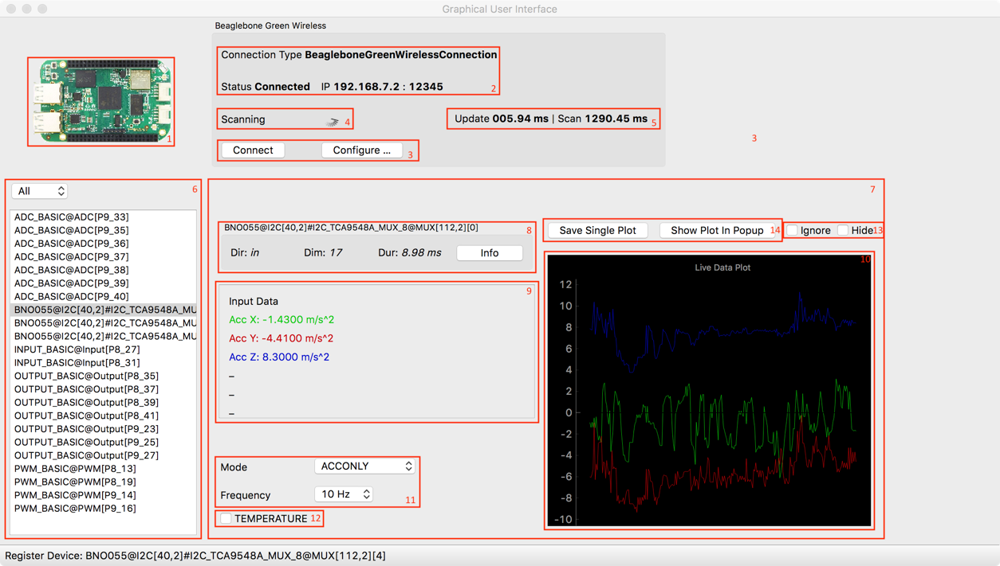 Graphical User Interface
Beaglebone Green Wireless
Connection Type BeagleboneGreenWirelessConnection
Status Connected IP 192.168.7.2 : 12345
2
1
Scanning
4
Update 005.94 ms | Scan 1290.45 ms
5
3
Connect
Configure ...
3
All
6
ADC_BASIC@ADC[P9_33]
ADC_BASIC@ADC[P9_35]
ADC_BASIC@ADC[P9_36]
ADC_BASIC@ADC[P9_37]
ADC_BASIC@ADC[P9_38]
ADC_BASIC@ADC[P9_39]
ADC_BASIC@ADC[P9_40]
BNO055@I2C[40,2]#I2C_TCA9548A_MU
BNO055@I2C[40,2]#I2C_TCA9548A_MU
BNO055@I2C[40,2]#I2C_TCA9548A_MU
INPUT_BASIC@Input[P8_27]
INPUT_BASIC@Input[P8_31]
OUTPUT_BASIC@Output[P8_35]
OUTPUT_BASIC@Output[P8_37]
OUTPUT_BASIC@Output[P8_39]
OUTPUT_BASIC@Output[P8_41]
OUTPUT_BASIC@Output[P9_23]
OUTPUT_BASIC@Output[P9_25]
OUTPUT_BASIC@Output[P9_27]
PWM_BASIC@PWM[P8_13]
PWM_BASIC@PWM[P8_19]
PWM_BASIC@PWM[P9_14]
PWM_BASIC@PWM[P9_16]
7
BNO055@I2C[40,2]#I2C_TCA9548A_MUX_8@MUX[112,2][0]
8
Dir: in Dim: 17 Dur: 8.98 ms Info
Save Single Plot
Show Plot In Popup
14
Ignore
Hide
13
9
Input Data
Acc X: -1.4300 m/s^2
Acc Y: -4.4100 m/s^2
Acc Z: 8.3000 m/s^2
–
–
–
10
Live Data Plot
12
10
8
6
4
2
0
-2
-4
-6
-8
-10
Mode ACCONLY
Frequency 10 Hz
11
TEMPERATURE
12
Register Device: BNO055@I2C[40,2]#I2C_TCA9548A_MUX_8@MUX[112,2][4]